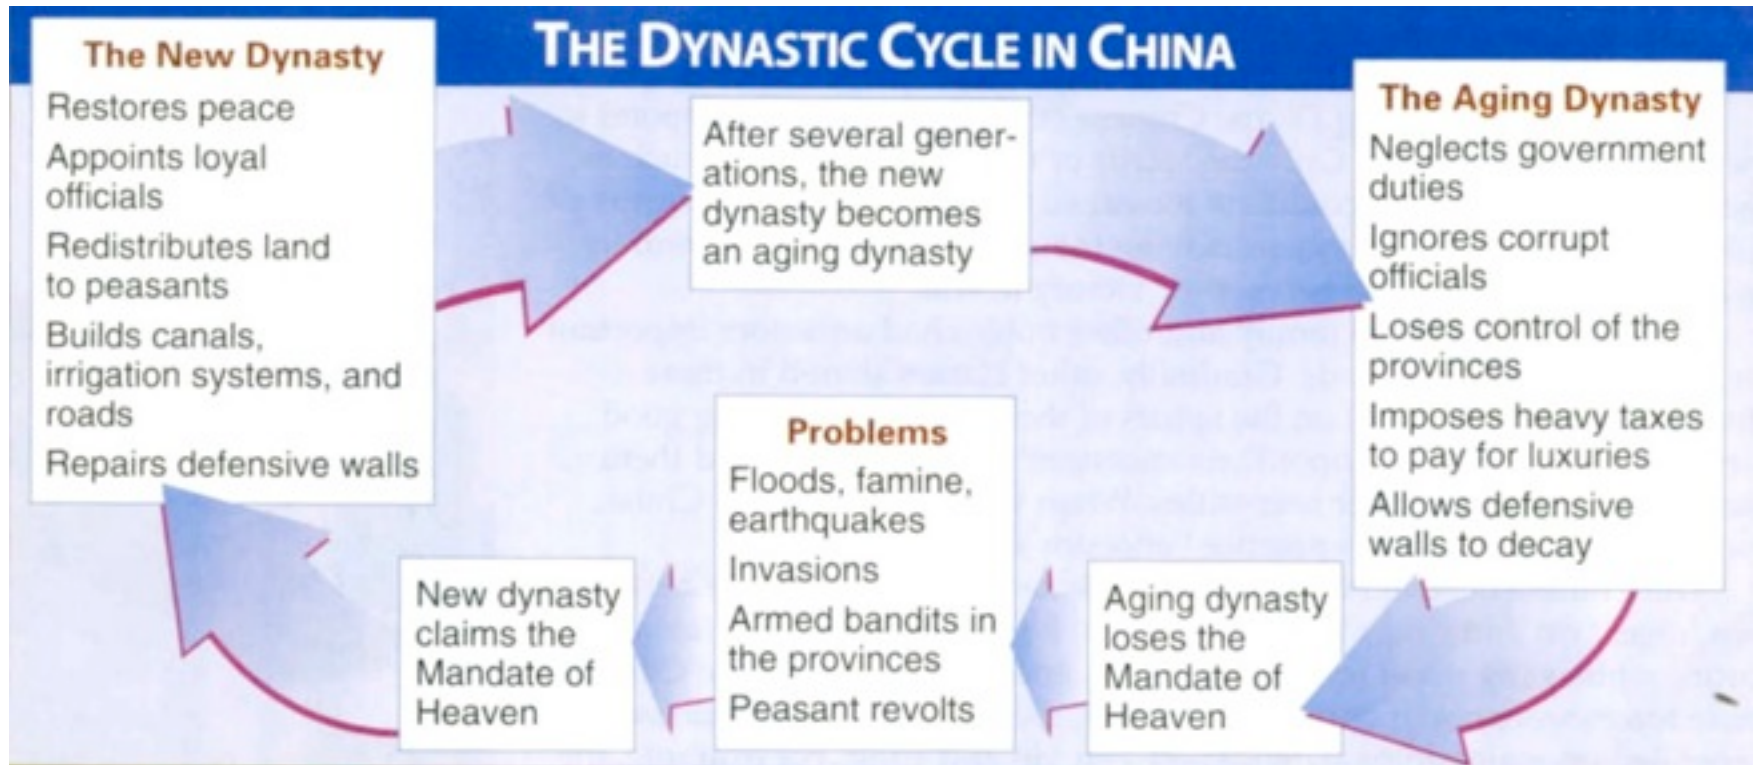 THE DYNASTIC CYCLE IN CHINA
The New Dynasty
Restores peace
Appoints loyal
officials
Redistributes land
to peasants
Builds canals,
irrigation systems, and
roads
Repairs defensive walls
After several gener-
ations, the new
dynasty becomes
an aging dynasty
The Aging Dynasty
Neglects government
duties
Ignores corrupt
officials
Loses control of the
provinces
Imposes heavy taxes
to pay for luxuries
Allows defensive
walls to decay
Aging dynasty
loses the
Mandate of
Heaven
Problems
Floods, famine,
earthquakes
Invasions
Armed bandits in
the provinces
Peasant revolts
New dynasty
claims the
Mandate of
Heaven